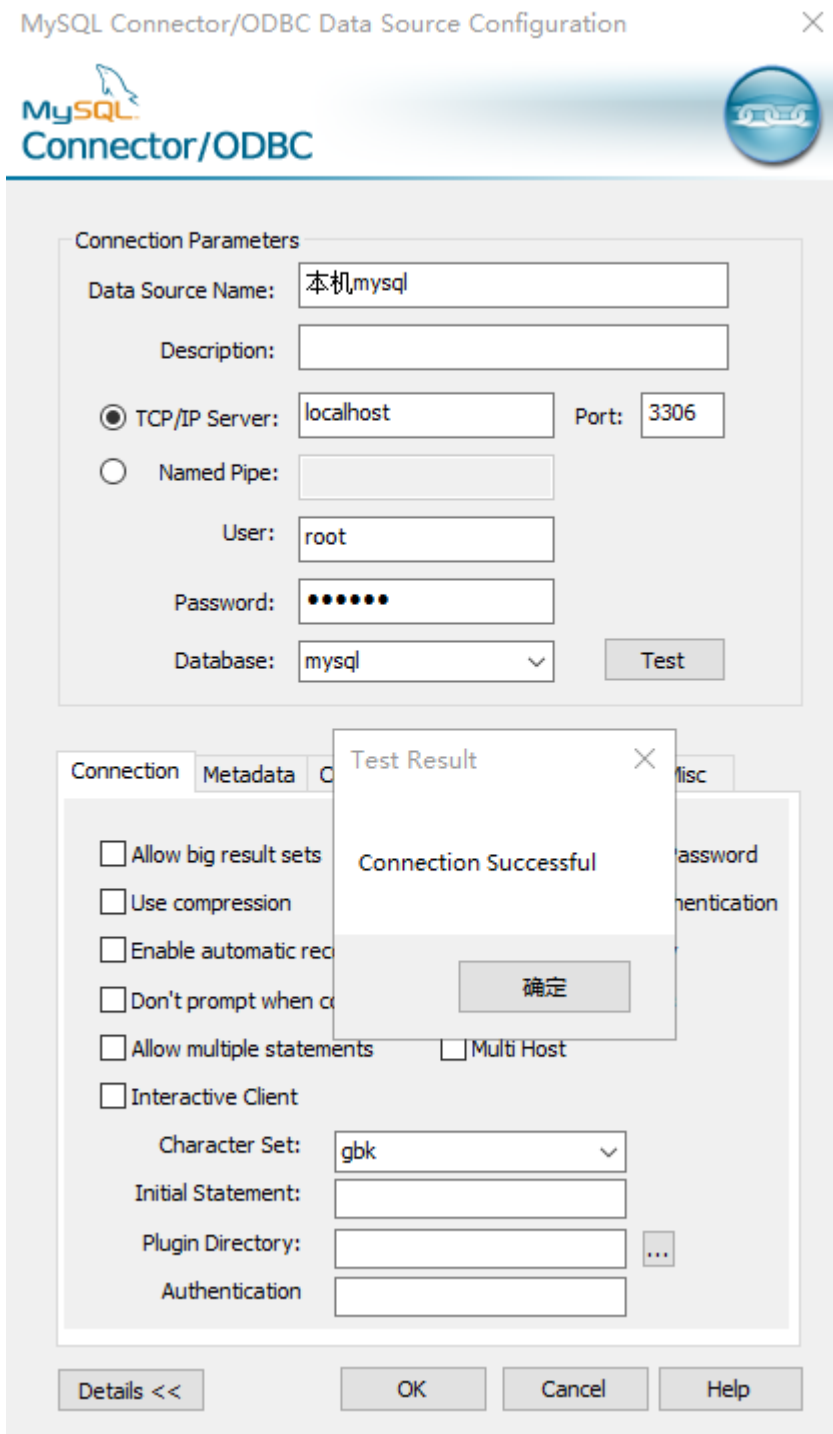 MySQL Connector/ODBC Data Source Configuration
MySQL
Connector/ODBC
Connection Parameters
Data Source Name: 本机mysql
Description:
TCP/IP Server: localhost Port: 3306
Named Pipe:
User: root
Password: ••••••
Database: mysql Test
Connection Metadata
Test Result
Connection Successful
确定
Allow big result sets
Use compression
Enable automatic
Don't prompt when
Allow multiple statements Multi Host
Interactive Client
Character Set: gbk
Initial Statement:
Plugin Directory: ...
Authentication
Details << OK Cancel Help